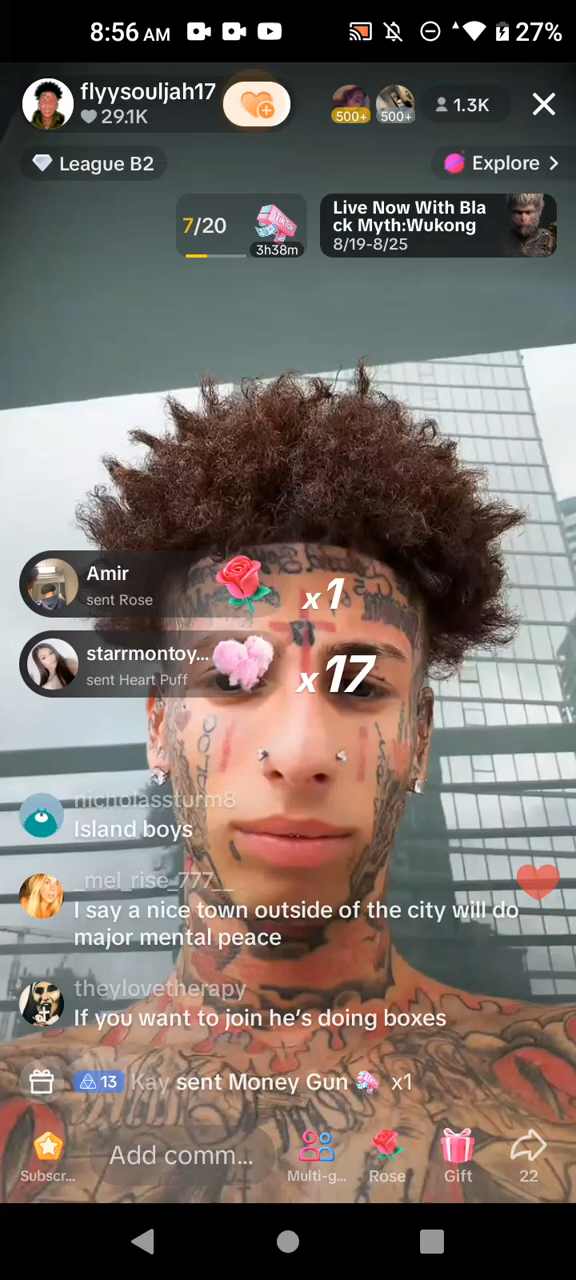 8:56 AM
27%
flyysouljah17
29.1K
500+
500+
1.3K
League B2
Explore >
7/20
3h38m
Live Now With Bla
ck Myth:Wukong
8/19-8/25
Amir
sent Rose
x1
starrmontoy...
sent Heart Puff
x17
nicholassturm8
Island boys
_mel_rise_777__
I say a nice town outside of the city will do
major mental peace
theylovetherapy
If you want to join he's doing boxes
13 Kay sent Money Gun x1
Subscr...
Add comm...
Multi-g...
Rose
Gift
22